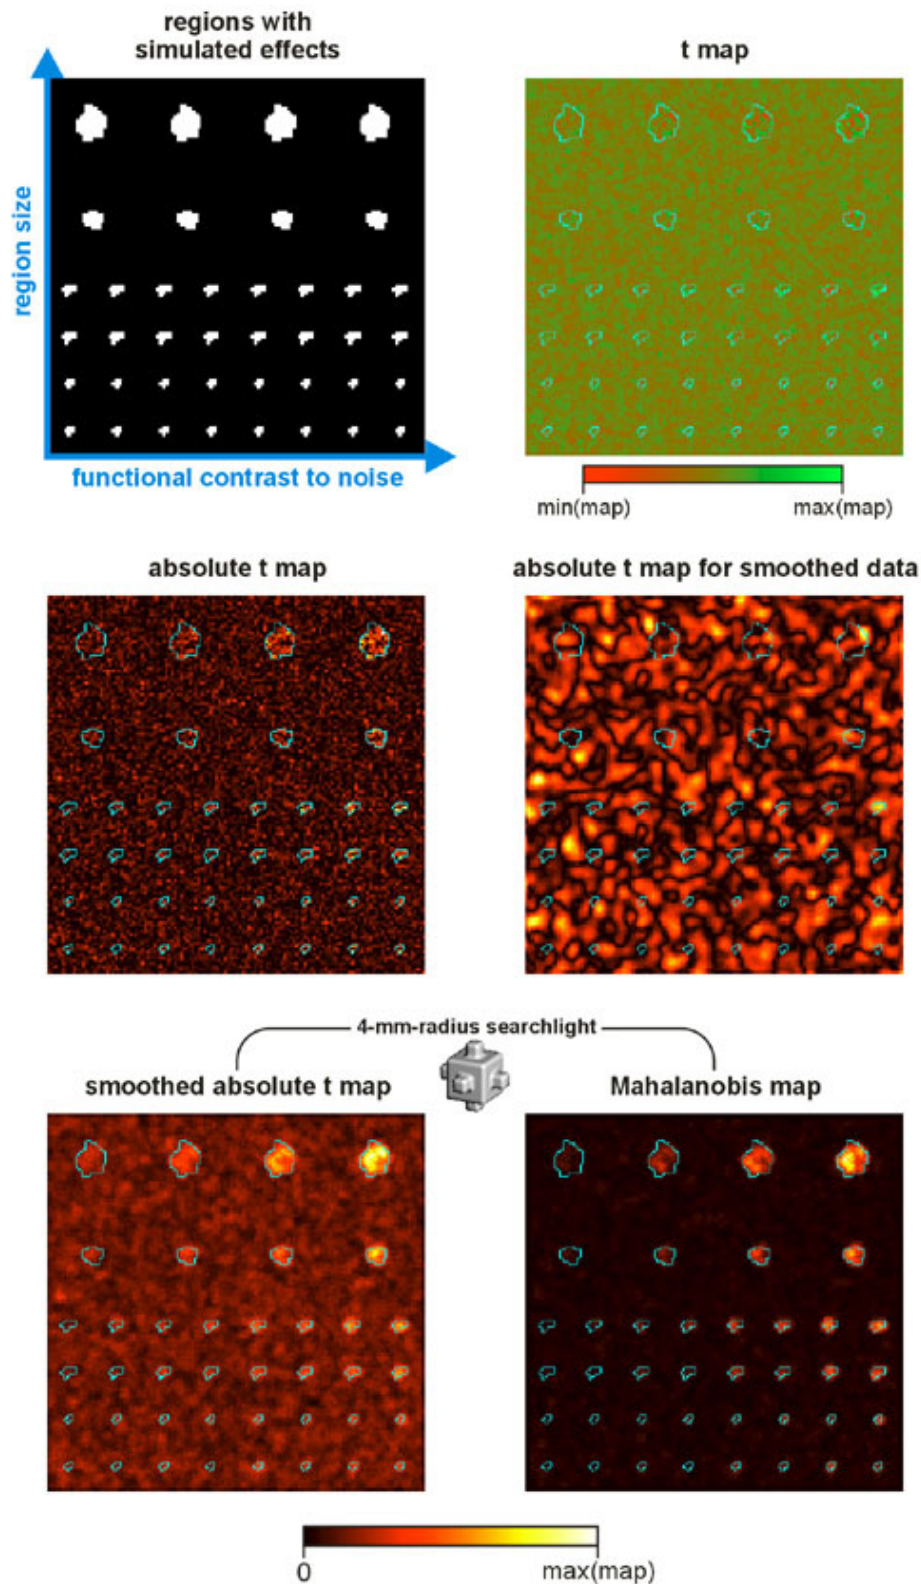 regions with
simulated effects
t map
region size
functional contrast to noise
min(map) max(map)
absolute t map
absolute t map for smoothed data
4-mm-radius searchlight
smoothed absolute t map
Mahalanobis map
0 max(map)